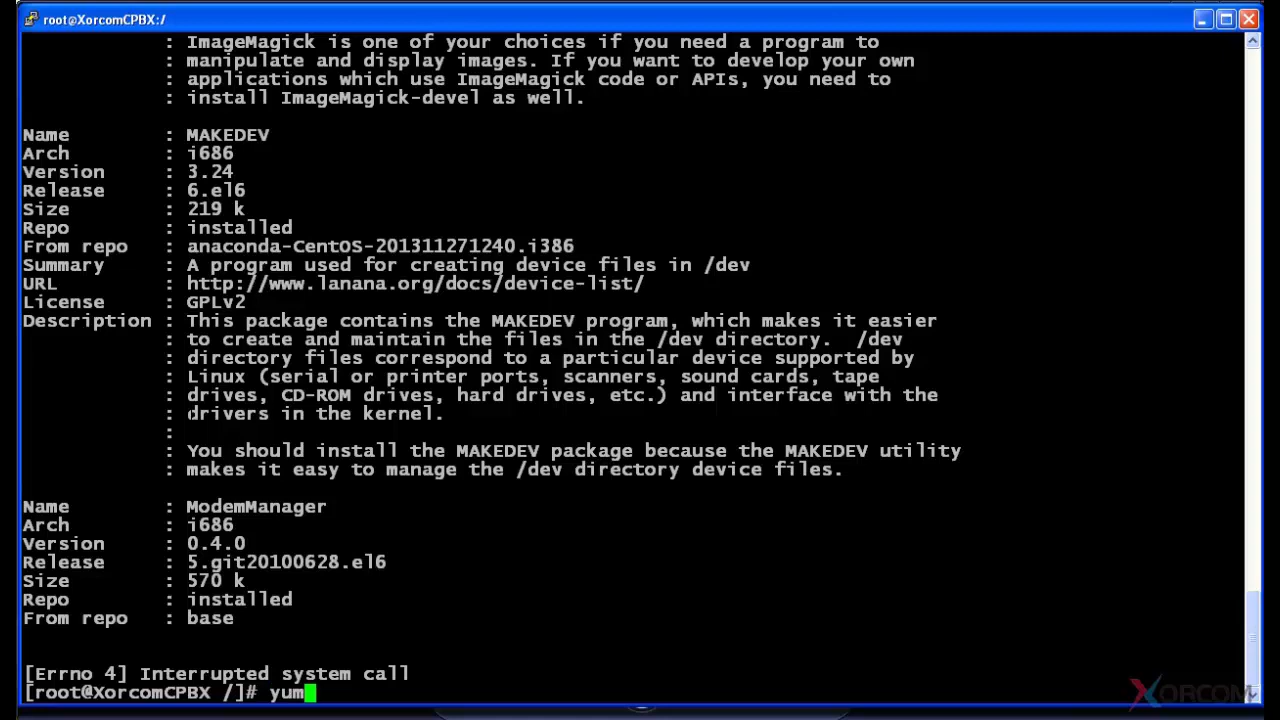 root@XorcomCPBX:/
: ImageMagick is one of your choices if you need a program to
: manipulate and display images. If you want to develop your own
: applications which use ImageMagick code or APIs, you need to
: install ImageMagick-devel as well.
Name : MAKEDEV
Arch : i686
Version : 3.24
Release : 6.el6
Size : 219 k
Repo : installed
From repo : anaconda-CentOS-201311271240.i386
Summary : A program used for creating device files in /dev
URL : http://www.lanana.org/docs/device-list/
License : GPLv2
Description : This package contains the MAKEDEV program, which makes it easier
: to create and maintain the files in the /dev directory.  /dev
: directory files correspond to a particular device supported by
: Linux (serial or printer ports, scanners, sound cards, tape
: drives, CD-ROM drives, hard drives, etc.) and interface with the
: drivers in the kernel.
:
: You should install the MAKEDEV package because the MAKEDEV utility
: makes it easy to manage the /dev directory device files.
Name : ModemManager
Arch : i686
Version : 0.4.0
Release : 5.git20100628.el6
Size : 570 k
Repo : installed
From repo : base
[Errno 4] Interrupted system call
[root@XorcomCPBX /]# yum
XORCOM